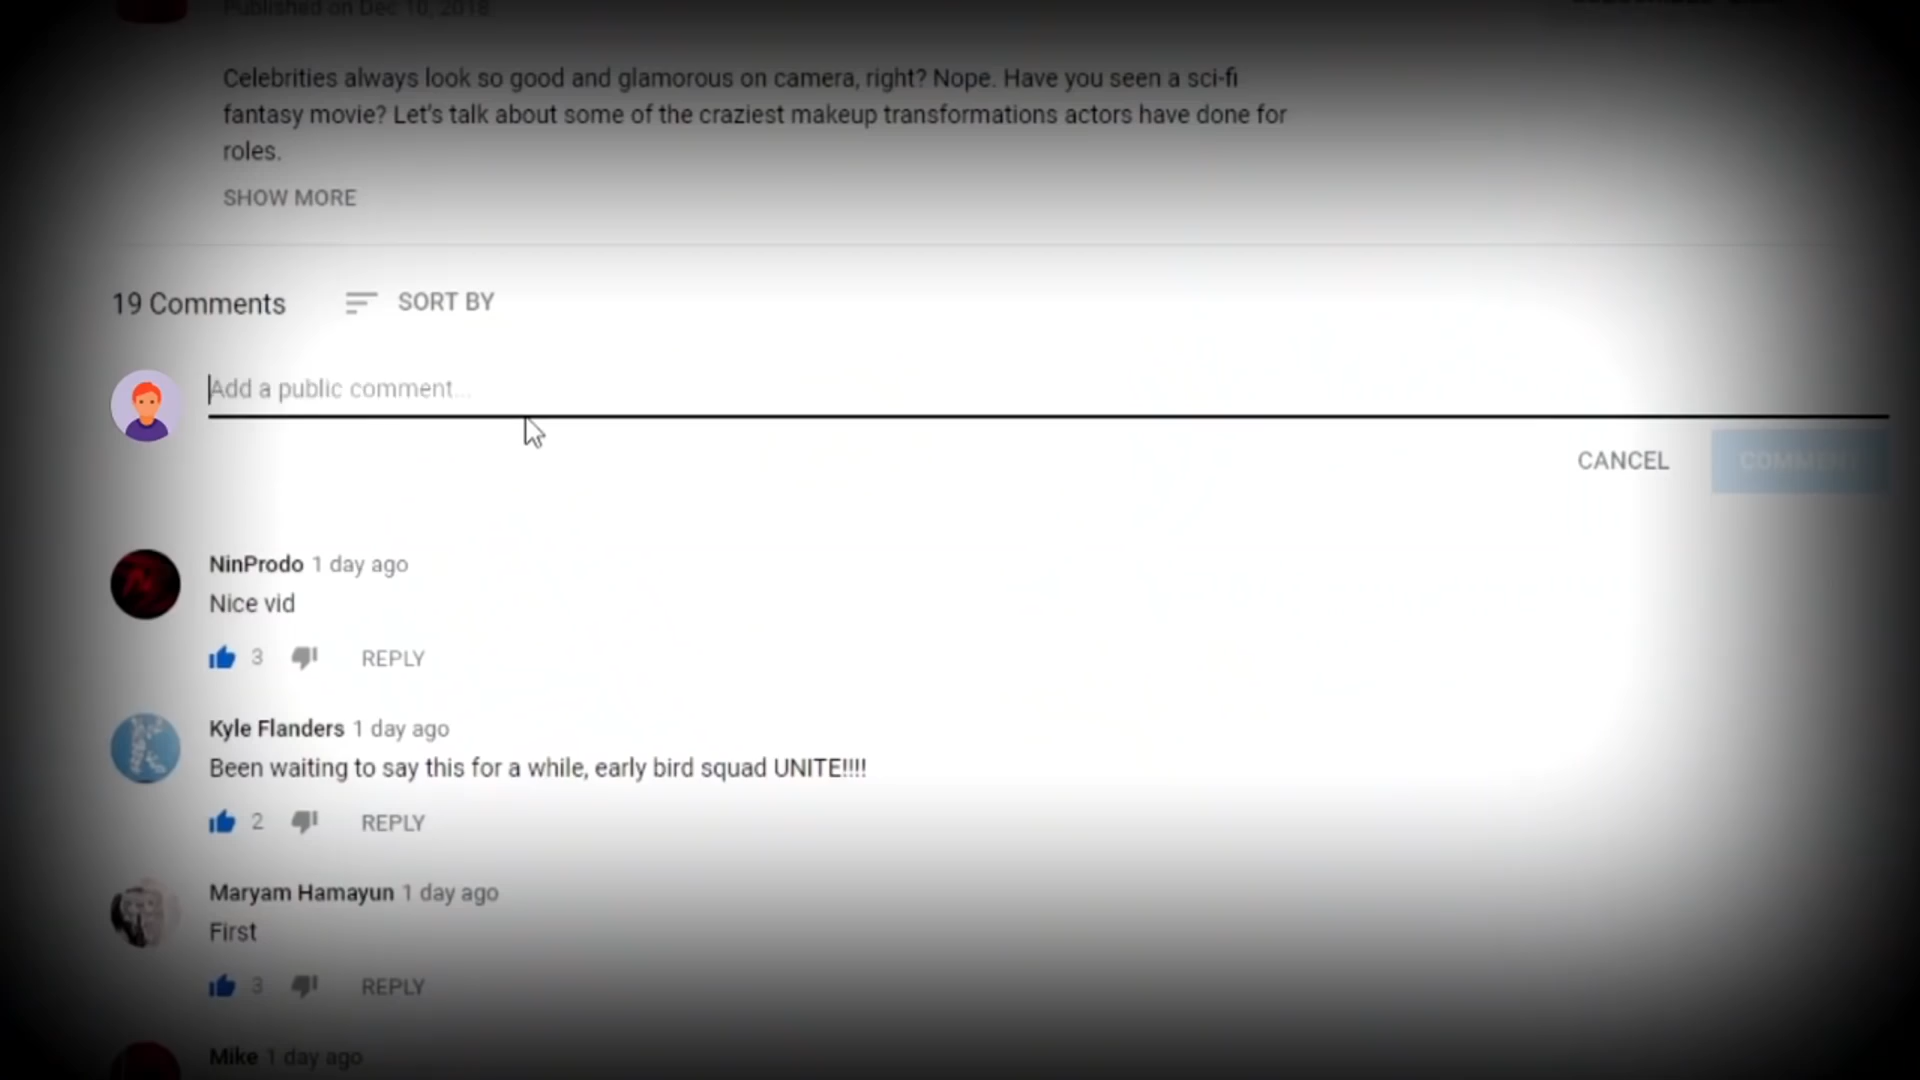 Published on Dec 10, 2018
Celebrities always look so good and glamorous on camera, right? Nope. Have you seen a sci-fi
fantasy movie? Let's talk about some of the craziest makeup transformations actors have done for
roles.
SHOW MORE
19 Comments SORT BY
Add a public comment...
CANCEL COMMENT
NinProdo 1 day ago
Nice vid
3 REPLY
Kyle Flanders 1 day ago
Been waiting to say this for a while, early bird squad UNITE!!!!
2 REPLY
Maryam Hamayun 1 day ago
First
3 REPLY
Mike 1 day ago